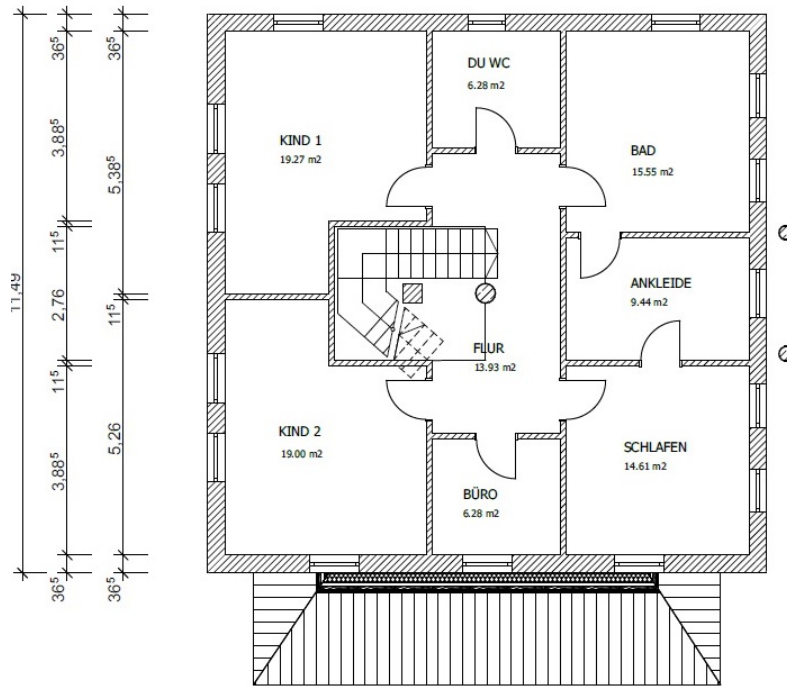 DU WC
6.28 m2
KIND 1
19.27 m2
BAD
15.55 m2
ANKLEIDE
9.44 m2
FLUR
13.93 m2
KIND 2
19.00 m2
SCHLAFEN
14.61 m2
BÜRO
6.28 m2
11,49
36⁵
3,88⁵
11⁵
2,76
11⁵
3,88⁵
36⁵
36⁵
5,38⁵
11⁵
5,26
36⁵